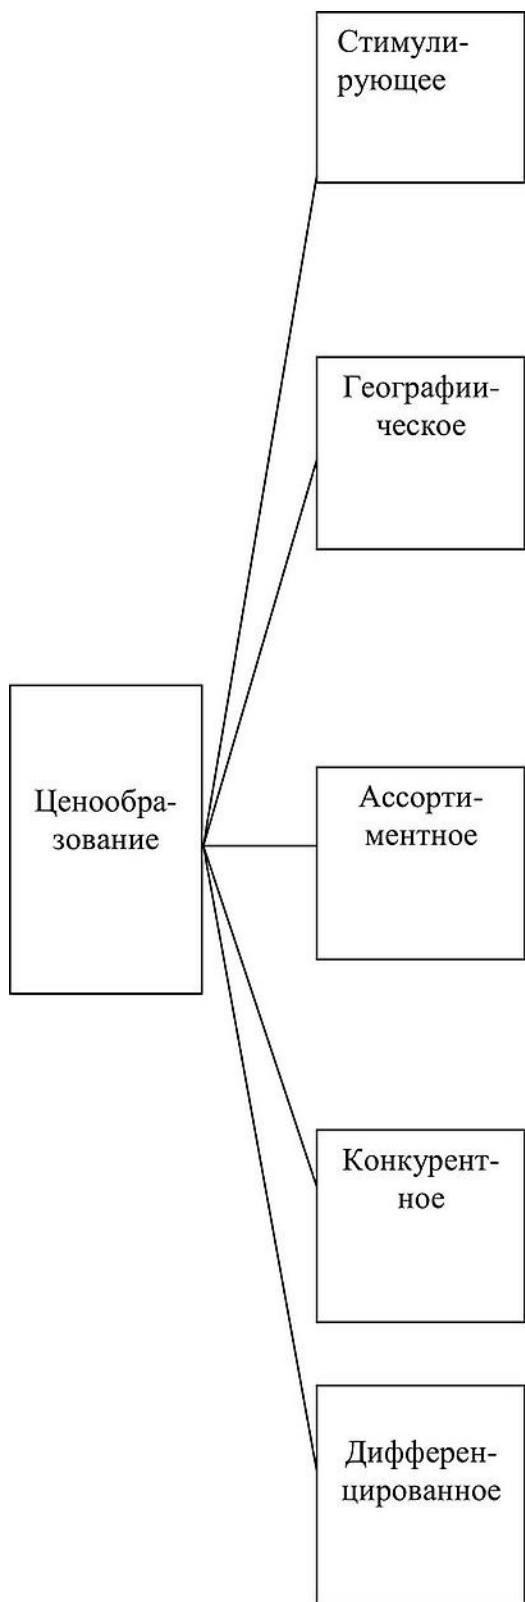 Стимули-
рующее
Географии-
ческое
Ценообра-
зование
Ассорти-
ментное
Конкурент-
ное
Дифферен-
цированное